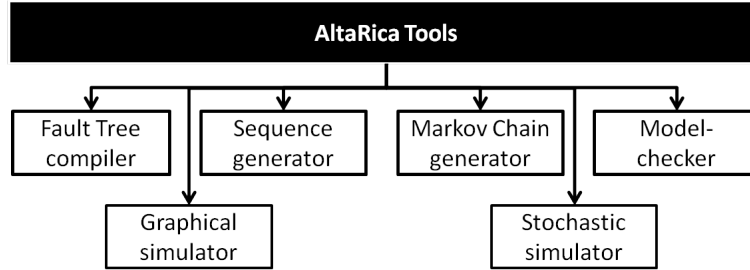 AltaRica Tools
Fault Tree
compiler
Sequence
generator
Markov Chain
generator
Model-
checker
Graphical
simulator
Stochastic
simulator